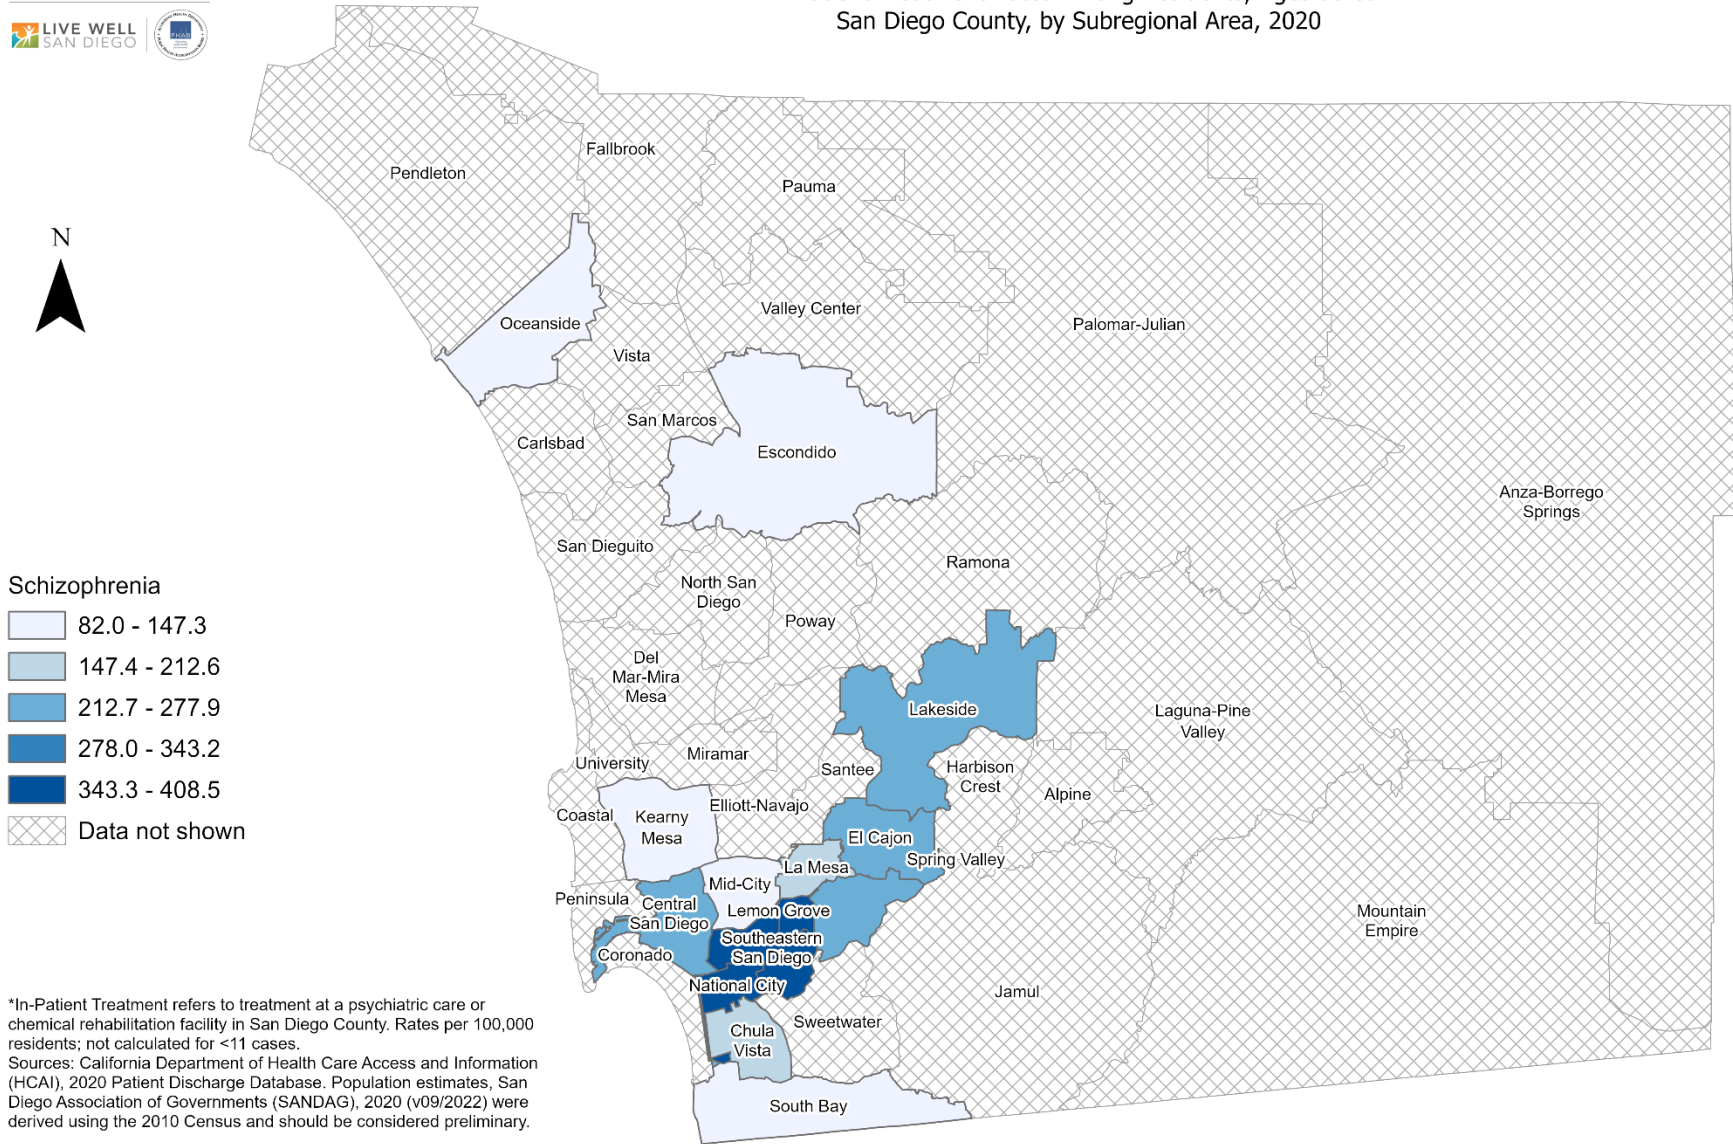 San Diego County, by Subregional Area, 2020
LIVE WELL
SAN DIEGO
PHAB
N
Fallbrook
Pendleton
Pauma
Oceanside
Valley Center
Palomar-Julian
Vista
San Marcos
Carlsbad
Escondido
Anza-Borrego
Springs
San Dieguito
Ramona
North San
Diego
Poway
Del
Mar-Mira
Mesa
Lakeside
Laguna-Pine
Valley
Miramar
University
Santee
Harbison
Crest
Alpine
Elliott-Navajo
Coastal
Kearny
Mesa
El Cajon
Spring Valley
La Mesa
Mid-City
Peninsula
Central
San Diego
Lemon Grove
Mountain
Empire
Southeastern
San Diego
Coronado
National City
Jamul
Sweetwater
Chula
Vista
South Bay
Schizophrenia
82.0 - 147.3
147.4 - 212.6
212.7 - 277.9
278.0 - 343.2
343.3 - 408.5
Data not shown
*In-Patient Treatment refers to treatment at a psychiatric care or
chemical rehabilitation facility in San Diego County. Rates per 100,000
residents; not calculated for <11 cases.
Sources: California Department of Health Care Access and Information
(HCAI), 2020 Patient Discharge Database. Population estimates, San
Diego Association of Governments (SANDAG), 2020 (v09/2022) were
derived using the 2010 Census and should be considered preliminary.